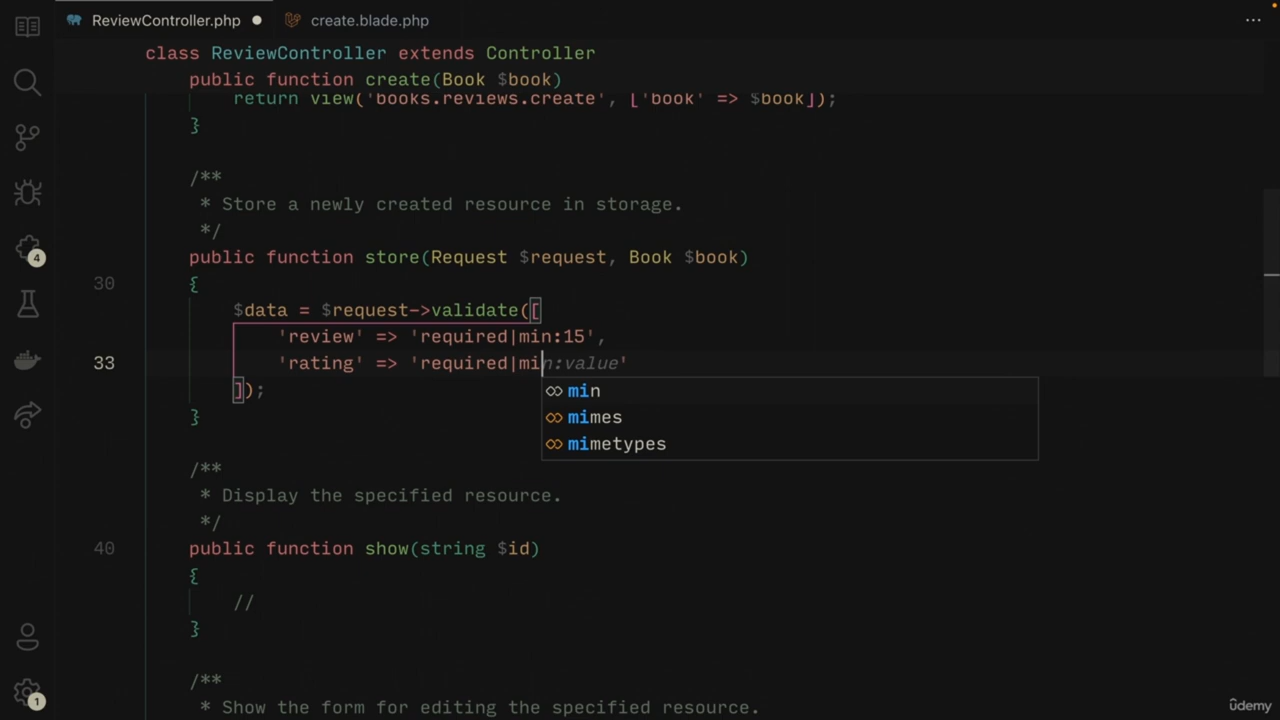 ReviewController.php
create.blade.php
class ReviewController extends Controller
public function create(Book $book)
return view('books.reviews.create', ['book' => $book]);
}
/**
* Store a newly created resource in storage.
*/
public function store(Request $request, Book $book)
30 {
$data = $request->validate([
'review' => 'required|min:15',
33 'rating' => 'required|min:value'
]);
min
}
mimes
mimetypes
/**
* Display the specified resource.
*/
40 public function show(string $id)
{
//
}
/**
* Show the form for editing the specified resource.
4
1
ûdemy